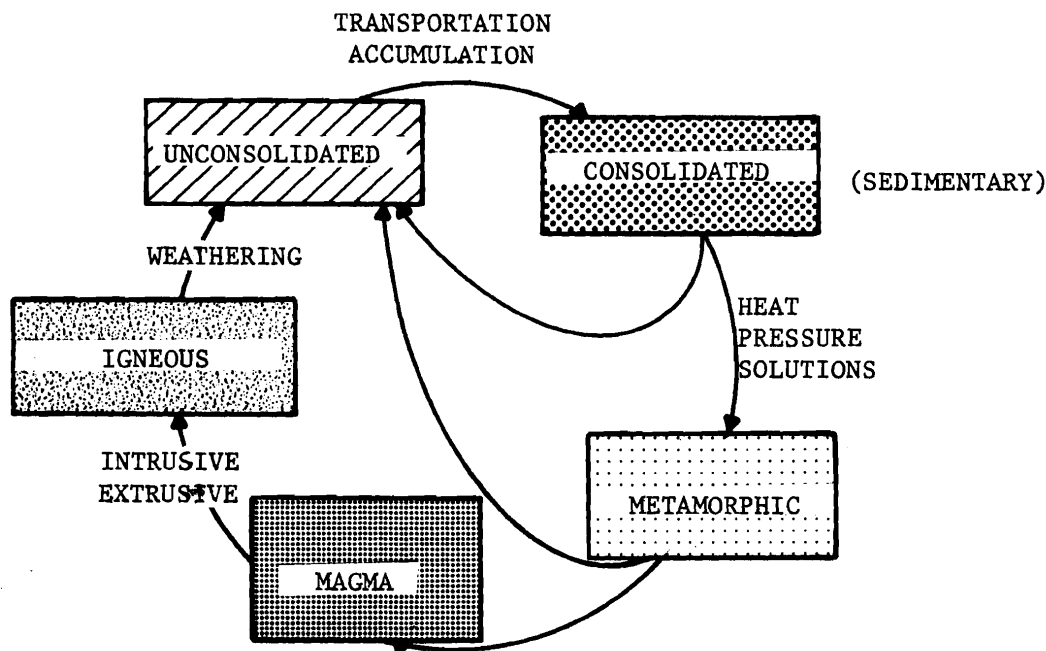 TRANSPORTATION
ACCUMULATION
UNCONSOLIDATED
CONSOLIDATED
(SEDIMENTARY)
WEATHERING
HEAT
PRESSURE
SOLUTIONS
IGNEOUS
INTRUSIVE
EXTRUSIVE
METAMORPHIC
MAGMA